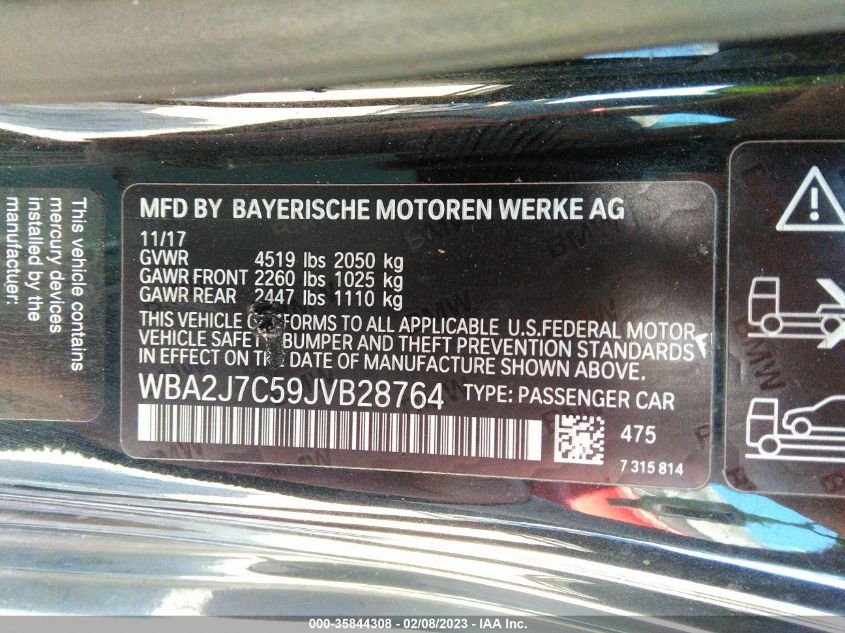 This vehicle contains
mercury devices
installed by the
manufacturer:
MFD BY BAYERISCHE MOTOREN WERKE AG
11/17
GVWR 4519 lbs 2050 kg
GAWR FRONT 2260 lbs 1025 kg
GAWR REAR 2447 lbs 1110 kg
THIS VEHICLE CONFORMS TO ALL APPLICABLE U.S.FEDERAL MOTOR
VEHICLE BUMPER AND THEFT PREVENTION STANDARDS
IN EFFECT ON THE DATE OF MANUFACTURE SHOWN ABOVE.
WBA2J7C59JVB28764 TYPE: PASSENGER CAR
475
7 315 814
000-35844308 - 02/08/2023 - IAA Inc.